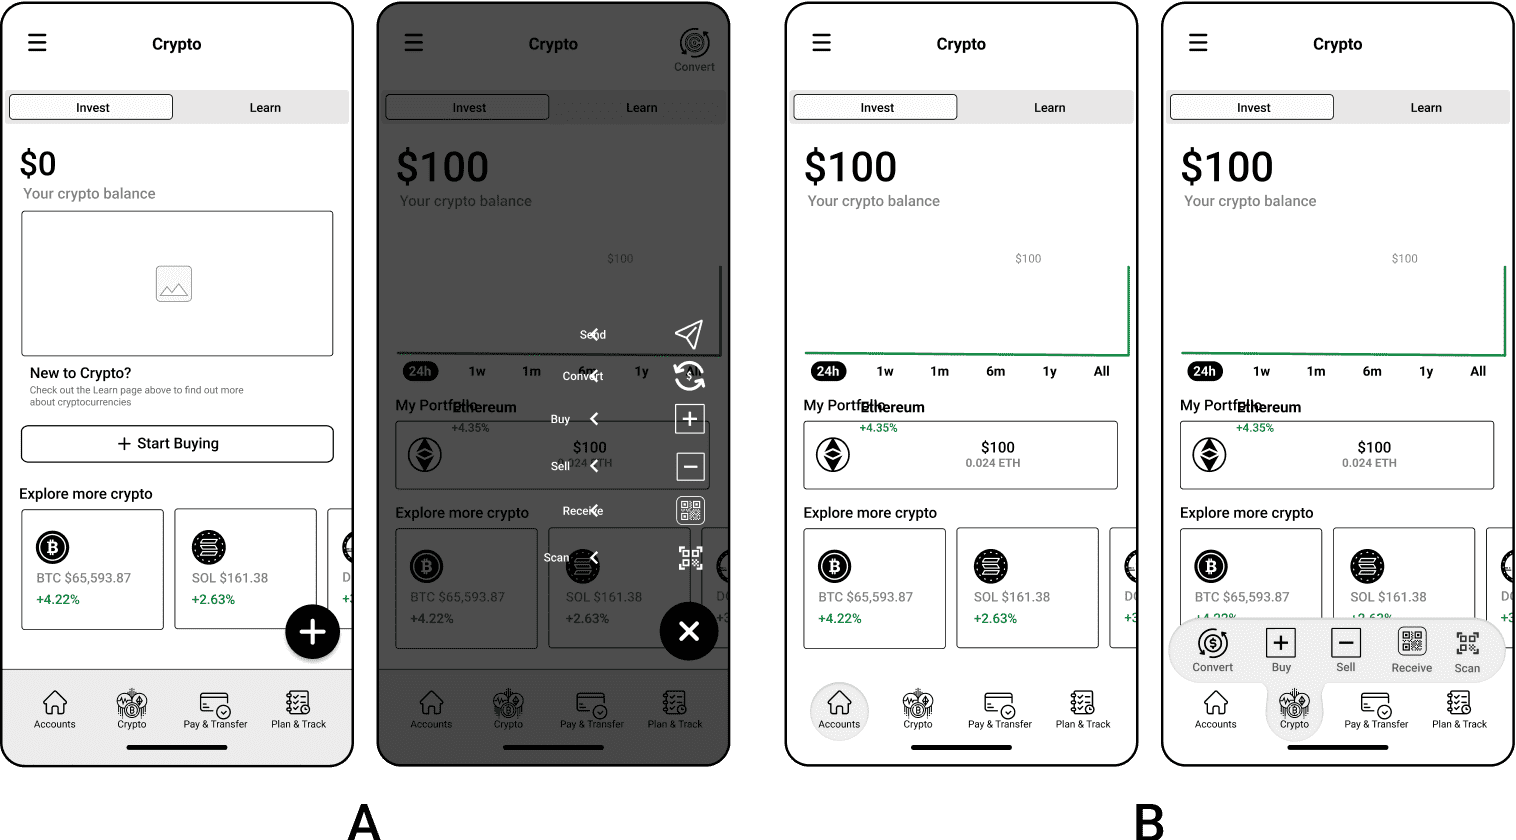 Crypto
Invest
Learn
$0
Your crypto balance
New to Crypto?
Check out the Learn page above to find out more
about cryptocurrencies
+ Start Buying
Explore more crypto
BTC $65,593.87
+4.22%
SOL $161.38
+2.63%
D
+3
Accounts
Crypto
Pay & Transfer
Plan & Track
Crypto
Convert
Invest
Learn
$100
Your crypto balance
$100
Send
24h
1w
1m
6m
1y
All
Convert
My Portfolio
Ethereum
+4.35%
Buy
$100
0.024 ETH
Sell
Explore more crypto
Receive
Scan
BTC $65,593.87
+4.22%
SOL $161.38
+2.63%
DO
Accounts
Crypto
Pay & Transfer
Plan & Track
A
Crypto
Invest
Learn
$100
Your crypto balance
$100
24h
1w
1m
6m
1y
All
My Portfolio
Ethereum
+4.35%
$100
0.024 ETH
Explore more crypto
BTC $65,593.87
+4.22%
SOL $161.38
+2.63%
DO
+3
Accounts
Crypto
Pay & Transfer
Plan & Track
Crypto
Invest
Learn
$100
Your crypto balance
$100
24h
1w
1m
6m
1y
All
My Portfolio
Ethereum
+4.35%
$100
0.024 ETH
Explore more crypto
BTC $65,593.87
+4.22%
SOL $161.38
+2.63%
DO
+3
Convert
Buy
Sell
Receive
Scan
Accounts
Crypto
Pay & Transfer
Plan & Track
B